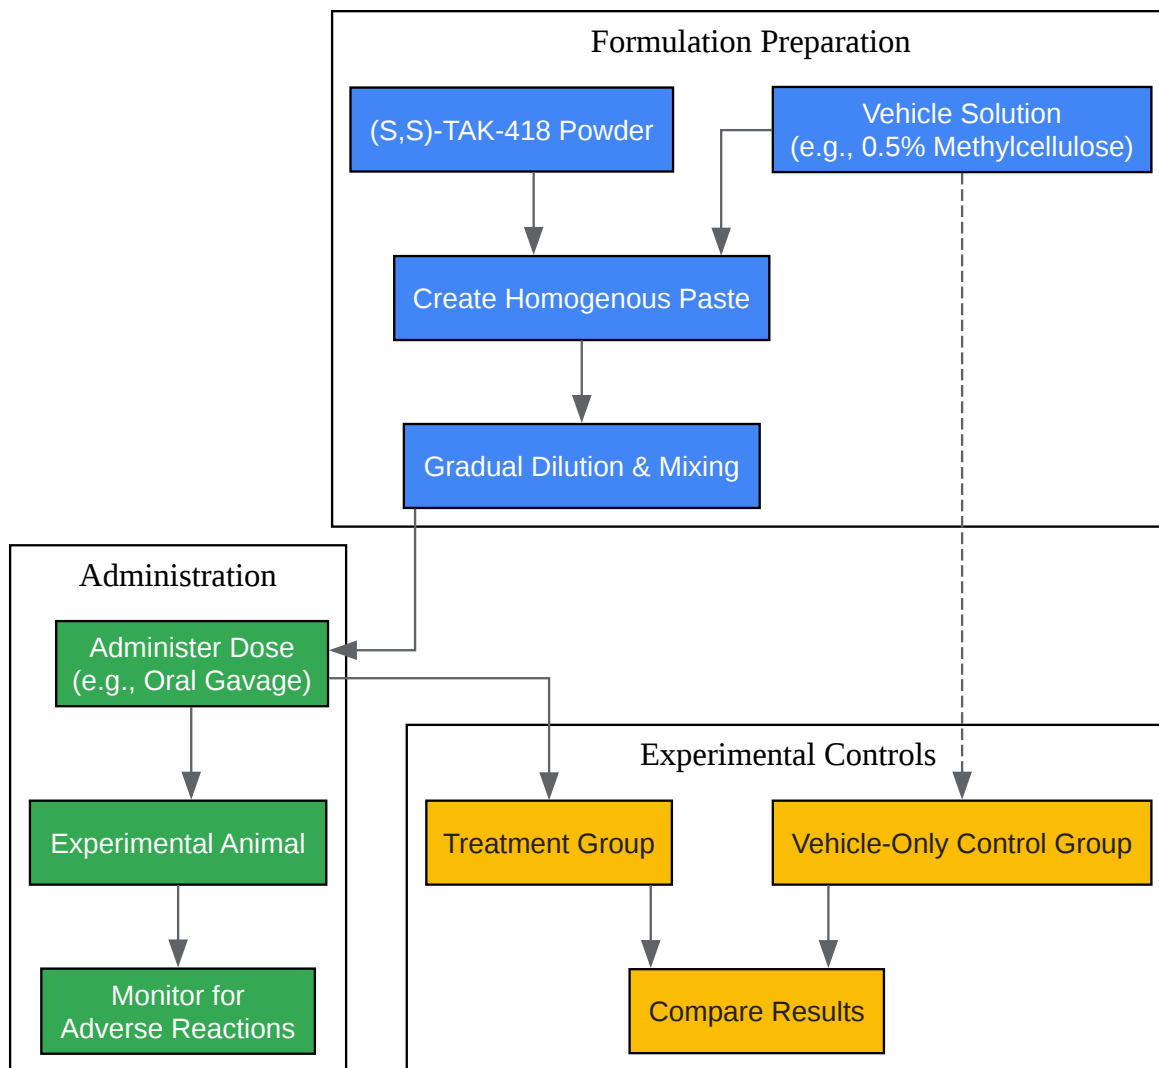 Formulation Preparation
(S,S)-TAK-418 Powder
Vehicle Solution
(e.g., 0.5% Methylcellulose)
Create Homogenous Paste
Gradual Dilution & Mixing
Administration
Administer Dose
(e.g., Oral Gavage)
Experimental Animal
Monitor for
Adverse Reactions
Experimental Controls
Treatment Group
Vehicle-Only Control Group
Compare Results